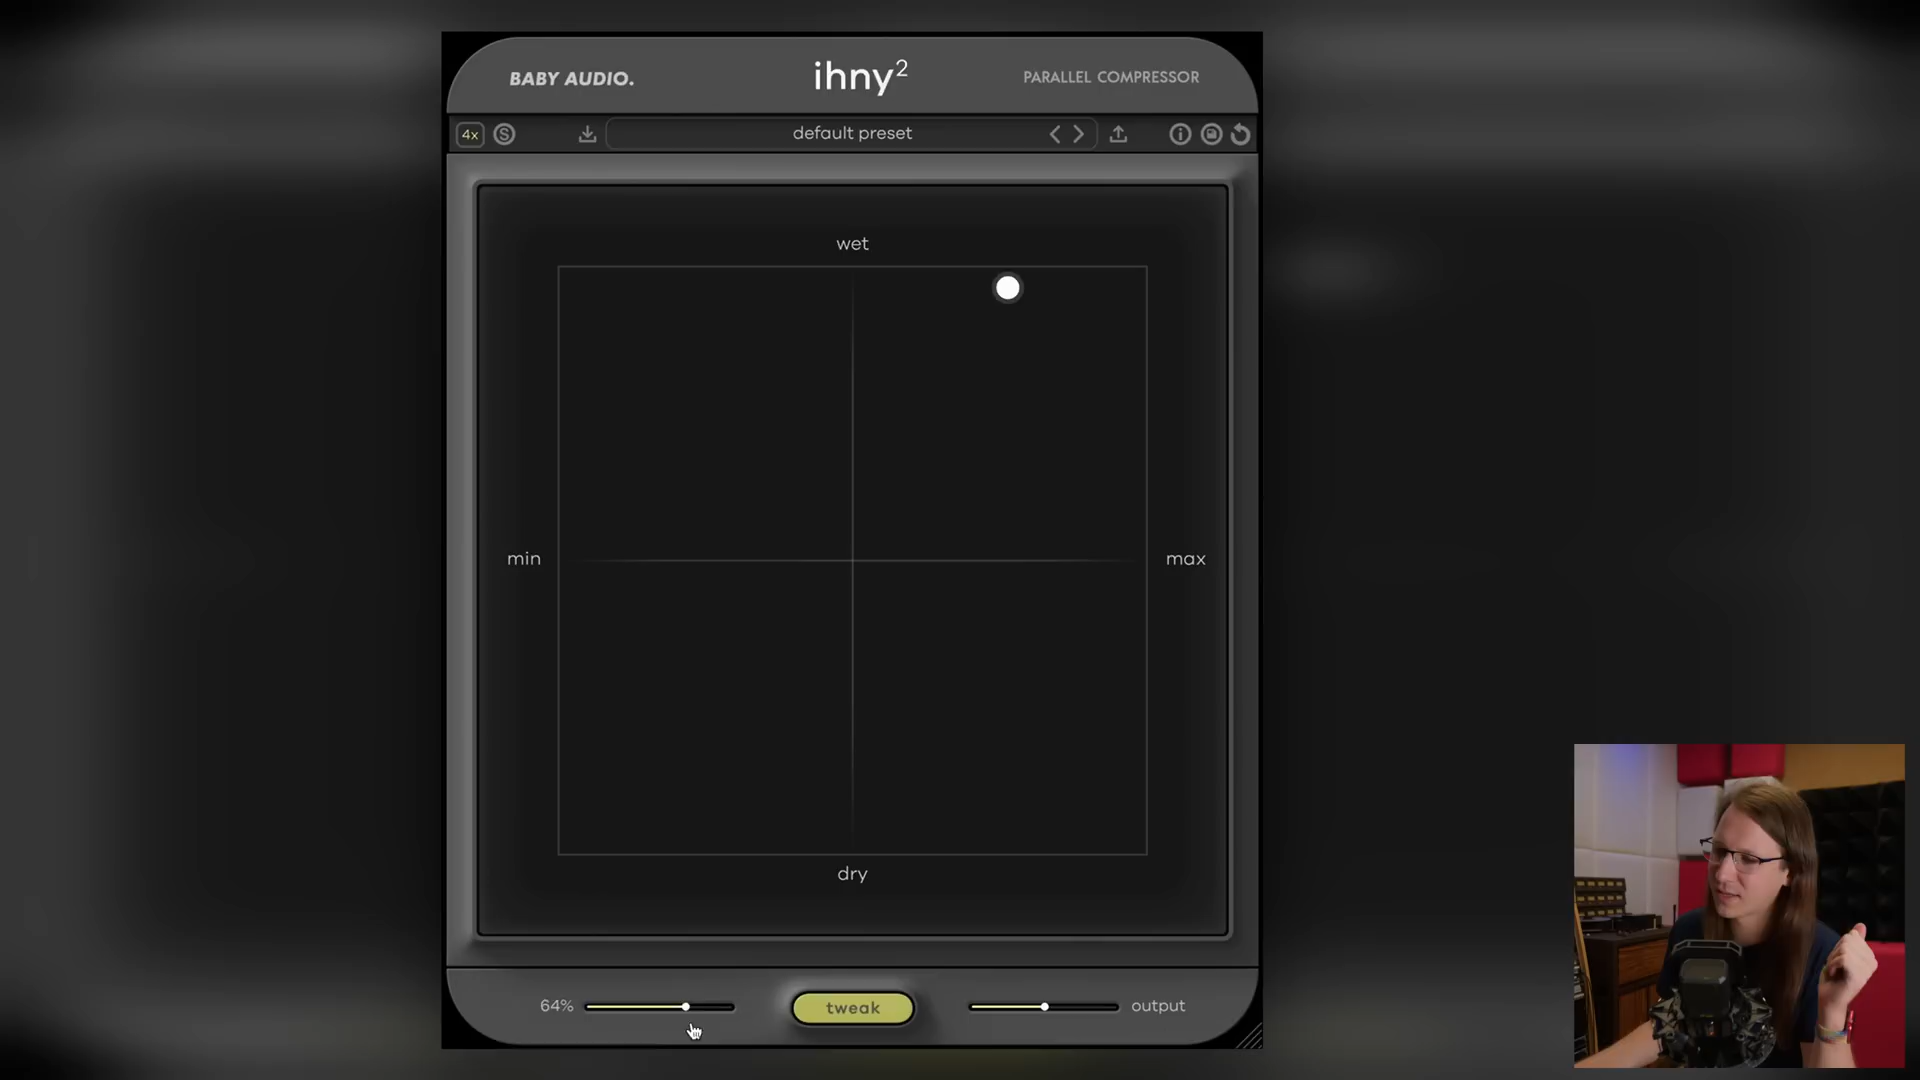 BABY AUDIO.
ihny²
PARALLEL COMPRESSOR
4x
S
default preset
wet
min
max
dry
64%
tweak
output